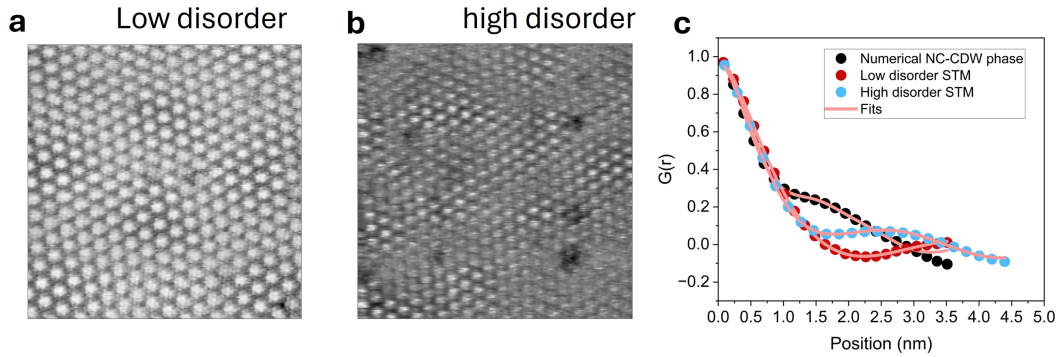 a Low disorder
b high disorder
c
1.0
0.8
0.6
0.4
0.2
0.0
−0.2
G(r)
Numerical NC-CDW phase
Low disorder STM
High disorder STM
Fits
0.0 0.5 1.0 1.5 2.0 2.5 3.0 3.5 4.0 4.5 5.0
Position (nm)